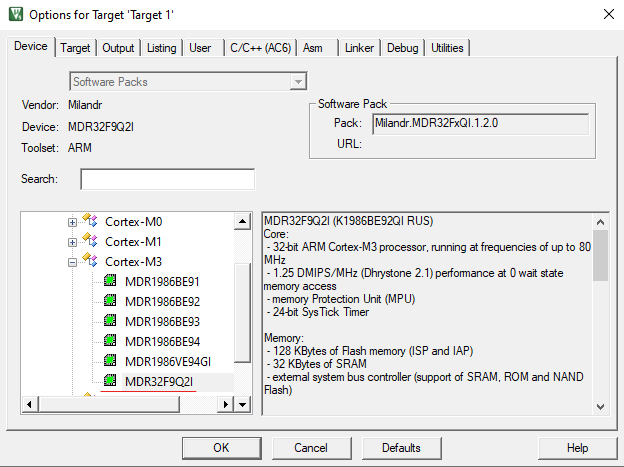 Options for Target 'Target 1'
Device
Target
Output
Listing
User
C/C++ (AC6)
Asm
Linker
Debug
Utilities
Software Packs
Vendor: Milandr
Device: MDR32F9Q2I
Toolset: ARM
Search:
Software Pack
Pack: Milandr.MDR32FxQI.1.2.0
URL:
Cortex-M0
Cortex-M1
Cortex-M3
MDR1986BE91
MDR1986BE92
MDR1986BE93
MDR1986BE94
MDR1986VE94GI
MDR32F9Q2I
MDR32F9Q2I (K1986BE92QI RUS)
Core:
- 32-bit ARM Cortex-M3 processor, running at frequencies of up to 80
MHz
- 1.25 DMIPS/MHz (Dhrystone 2.1) performance at 0 wait state
memory access
- memory Protection Unit (MPU)
- 24-bit SysTick Timer
Memory:
- 128 KBytes of Flash memory (ISP and IAP)
- 32 KBytes of SRAM
- external system bus controller (support of SRAM, ROM and NAND
Flash)
OK
Cancel
Defaults
Help